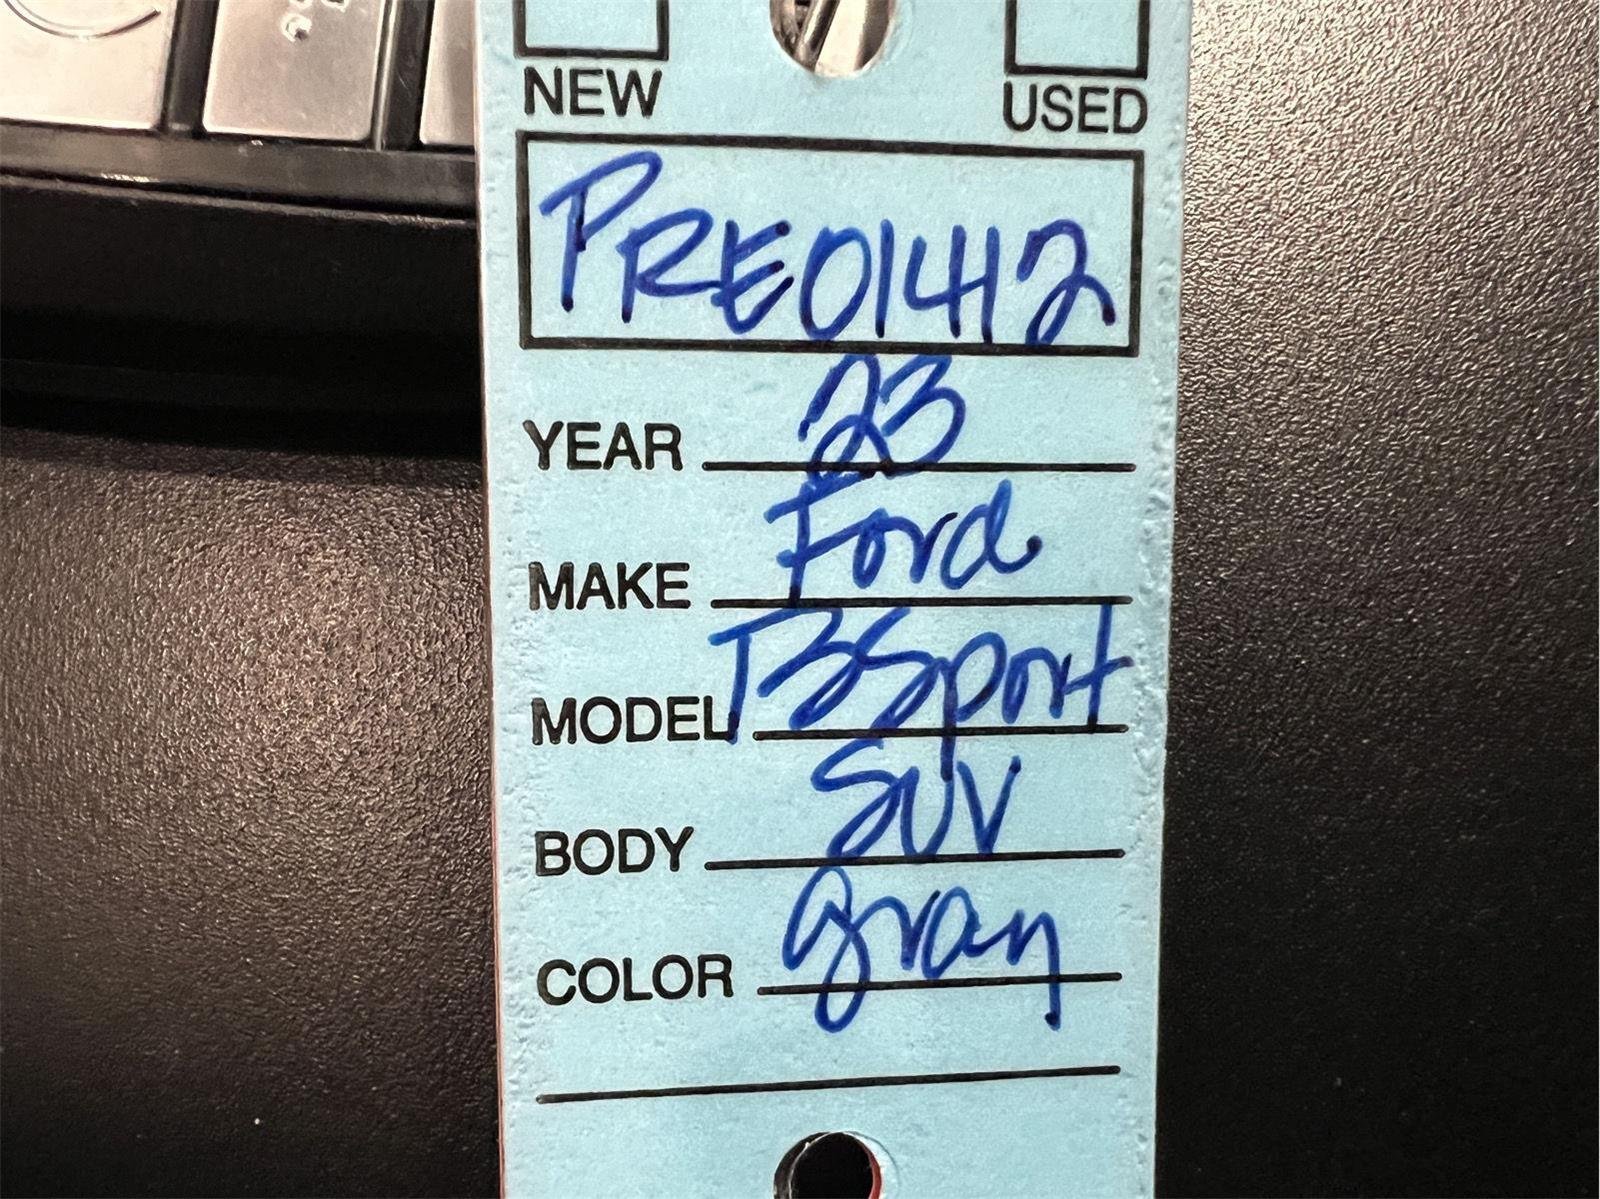 NEW USED
PRE01412
YEAR 23
MAKE Ford
MODEL BSport
BODY SUV
COLOR gray